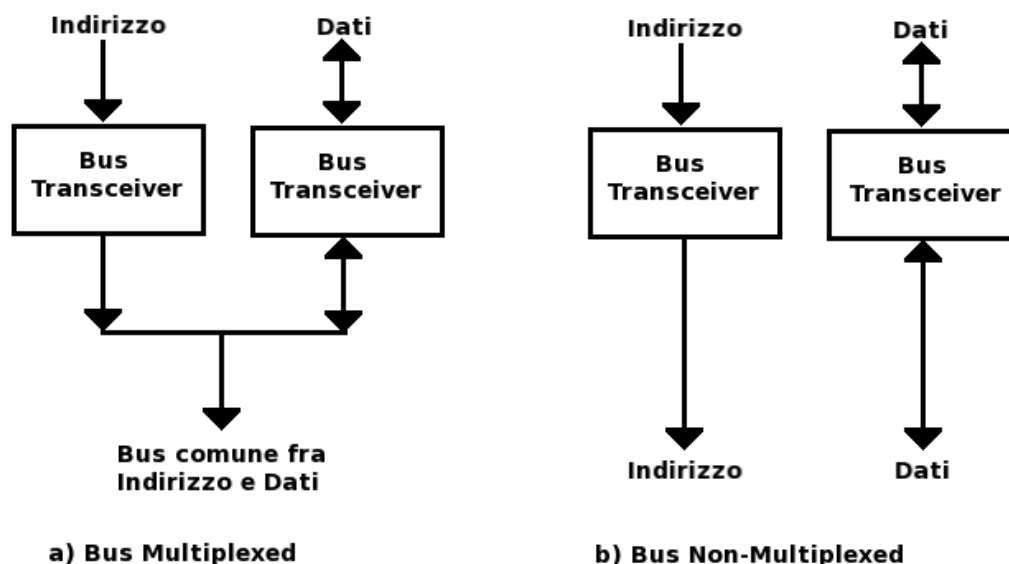 Indirizzo
Dati
Bus
Transceiver
Bus
Transceiver
Bus comune fra
Indirizzo e Dati
a) Bus Multiplexed
Indirizzo
Dati
Bus
Transceiver
Bus
Transceiver
Indirizzo
Dati
b) Bus Non-Multiplexed